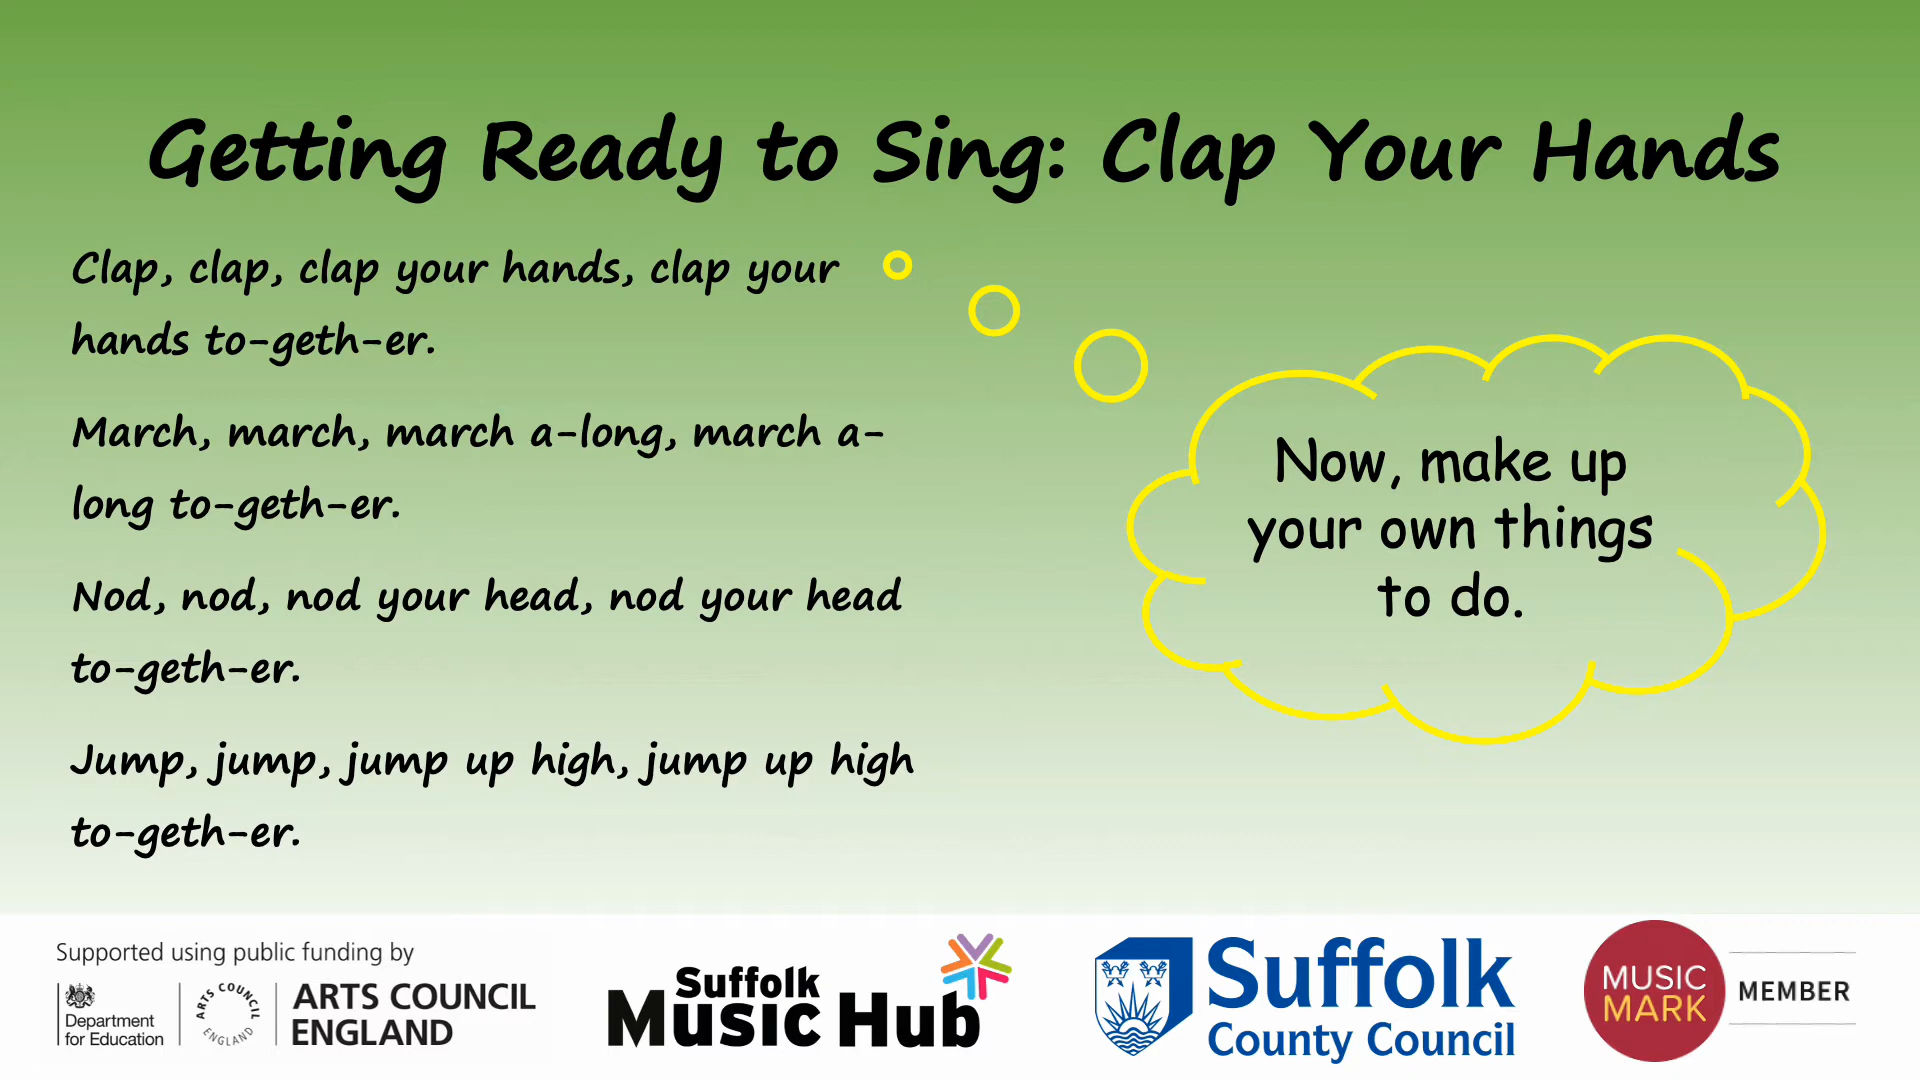 Getting Ready to Sing: Clap Your Hands
Clap, clap, clap your hands, clap your
hands to-geth-er.
March, march, march a-long, march a-
long to-geth-er.
Nod, nod, nod your head, nod your head
to-geth-er.
Jump, jump, jump up high, jump up high
to-geth-er.
Now, make up
your own things
to do.
Supported using public funding by
Department
for Education
ARTS COUNCIL
ENGLAND
ARTS COUNCIL
ENGLAND
Suffolk
Music Hub
Suffolk
County Council
MUSIC
MARK
MEMBER